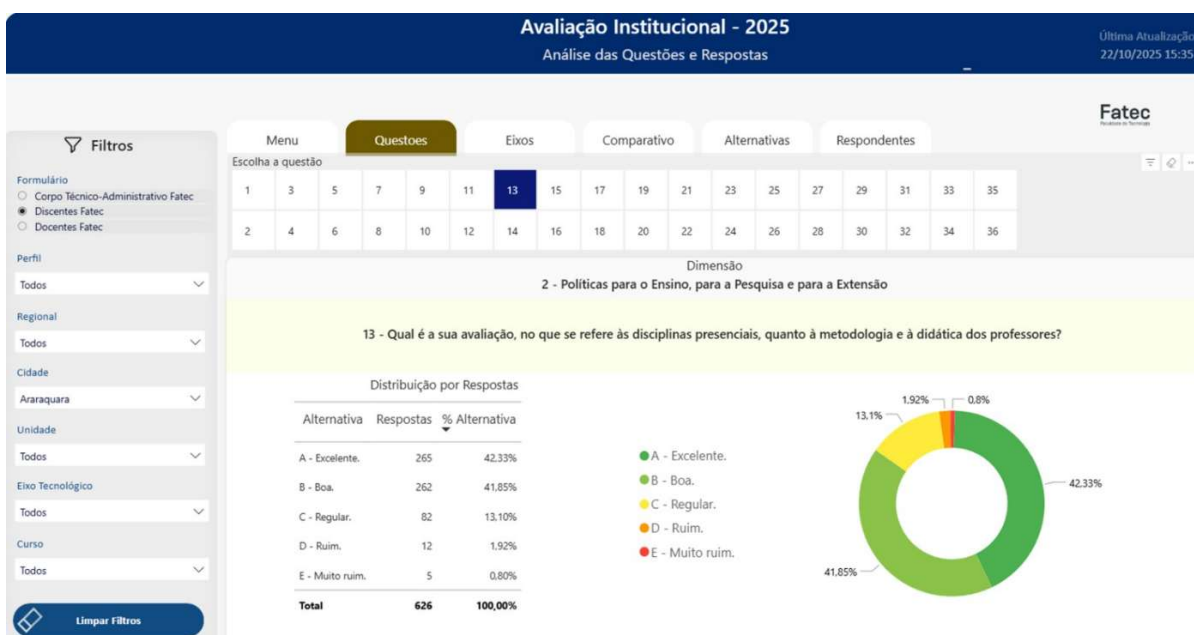 Avaliação Institucional - 2025
Análise das Questões e Respostas
Última Atualização
22/10/2025 15:35
Fatec
Filtros
Formulário
Corpo Técnico-Administrativo Fatec
Discentes Fatec
Docentes Fatec
Perfil
Todos
Regional
Todos
Cidade
Araraquara
Unidade
Todos
Eixo Tecnológico
Todos
Curso
Todos
Limpar Filtros
Menu Questoes Eixos Comparativo Alternativas Respondentes
Escolha a questão
1 3 5 7 9 11 13 15 17 19 21 23 25 27 29 31 33 35
2 4 6 8 10 12 14 16 18 20 22 24 26 28 30 32 34 36
Dimensão
2 - Políticas para o Ensino, para a Pesquisa e para a Extensão
13 - Qual é a sua avaliação, no que se refere às disciplinas presenciais, quanto à metodologia e à didática dos professores?
Distribuição por Respostas
Alternativa Respostas % Alternativa
A - Excelente. 265 42,33%
B - Boa. 262 41,85%
C - Regular. 82 13,10%
D - Ruim. 12 1,92%
E - Muito ruim. 5 0,80%
Total 626 100,00%
A - Excelente.
B - Boa.
C - Regular.
D - Ruim.
E - Muito ruim.
1.92% 0.8%
13,1%
42.33%
41,85%